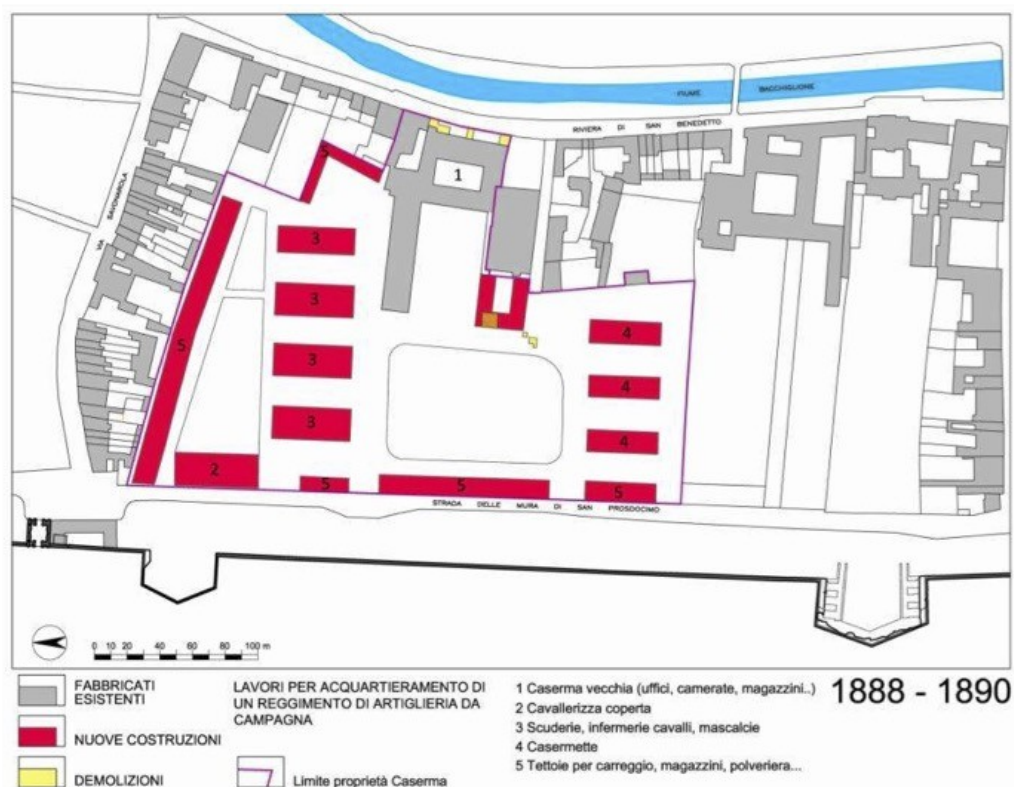 FIUME BACCHIGLIONE
RIVIERA DI SAN BENEDETTO
VIA SAVONAROLA
1
5
3
3
5
3
3
4
4
4
2
5
5
5
STRADA DELLE MURA DI SAN PROSDOCIMO
0 10 20 40 60 80 100 m
FABBRICATI
ESISTENTI
NUOVE COSTRUZIONI
DEMOLIZIONI
LAVORI PER ACQUARTIERAMENTO DI
UN REGGIMENTO DI ARTIGLIERIA DA
CAMPAGNA
Limite proprietà Caserma
1 Caserma vecchia (uffici, camerate, magazzini..)
2 Cavallerizza coperta
3 Scuderie, infermerie cavalli, mascalcie
4 Casermette
5 Tettoie per carreggio, magazzini, polveriera...
1888 - 1890